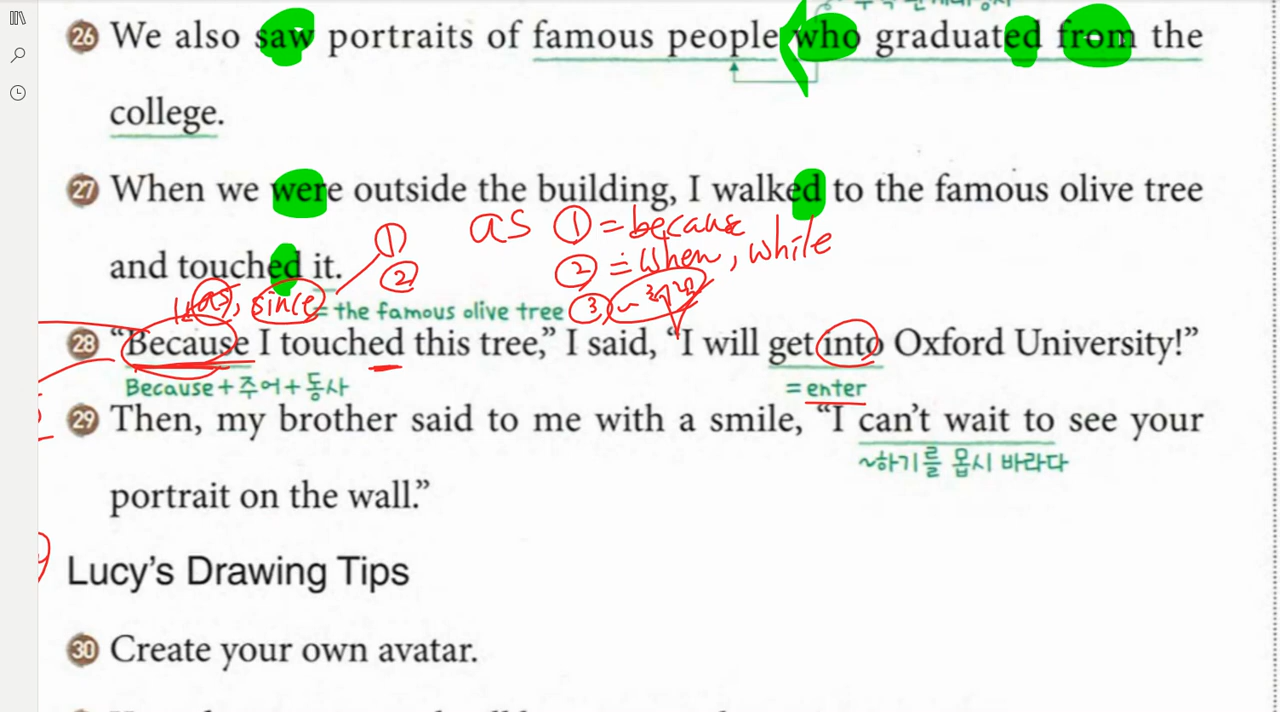 26 We also saw portraits of famous people who graduated from the
college.
27 When we were outside the building, I walked to the famous olive tree
as ① = because
① ② ≒ when, while
and touched it.
②
as, since = the famous olive tree ③
28 “Because I touched this tree,” I said, “I will get into Oxford University!”
Because+주어+동사 = enter
29 Then, my brother said to me with a smile, “I can’t wait to see your
~하기를 몹시 바라다
portrait on the wall.”
Lucy’s Drawing Tips
30 Create your own avatar.